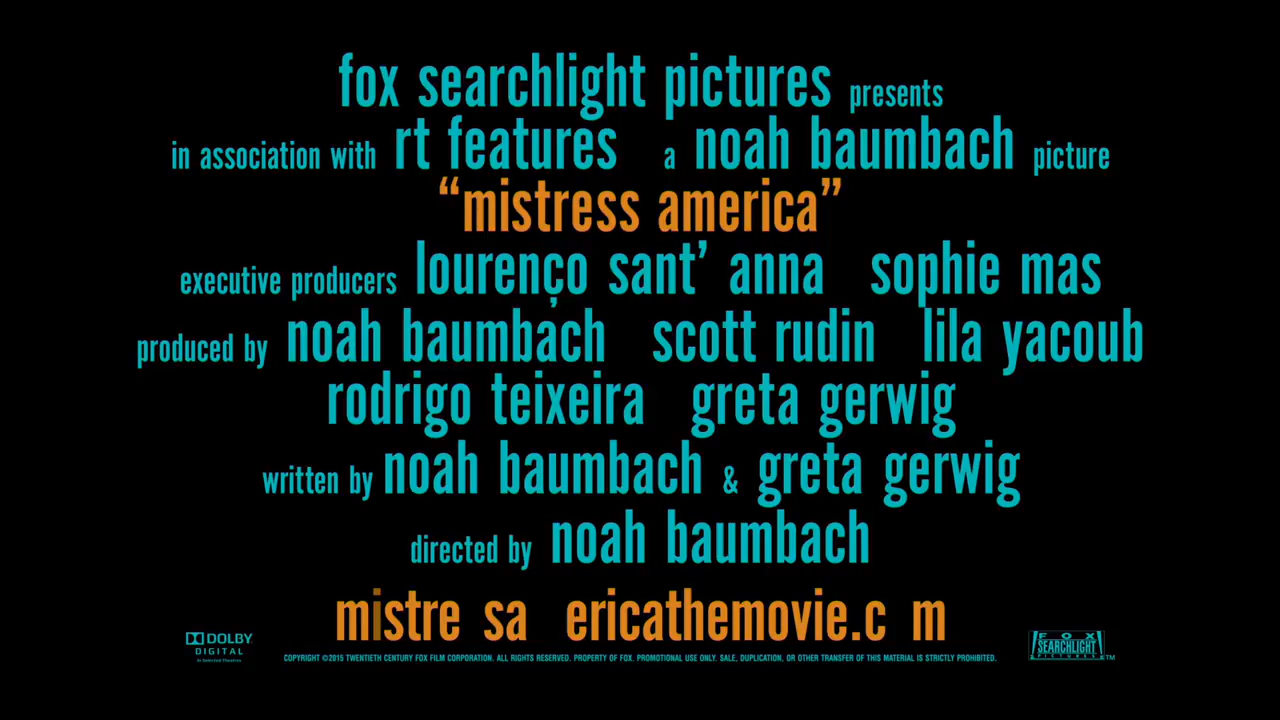 fox searchlight pictures presents
in association with rt features a noah baumbach picture
“mistress america”
executive producers lourenço sant’ anna sophie mas
produced by noah baumbach scott rudin lila yacoub
rodrigo teixeira greta gerwig
written by noah baumbach & greta gerwig
directed by noah baumbach
mistre sa ericathemovie.c m
DOLBY
DIGITAL
In Selected Theatres
COPYRIGHT ©2015 TWENTIETH CENTURY FOX FILM CORPORATION. ALL RIGHTS RESERVED. PROPERTY OF FOX. PROMOTIONAL USE ONLY. SALE, DUPLICATION, OR OTHER TRANSFER OF THIS MATERIAL IS STRICTLY PROHIBITED.
FOX
SEARCHLIGHT
PICTURES™